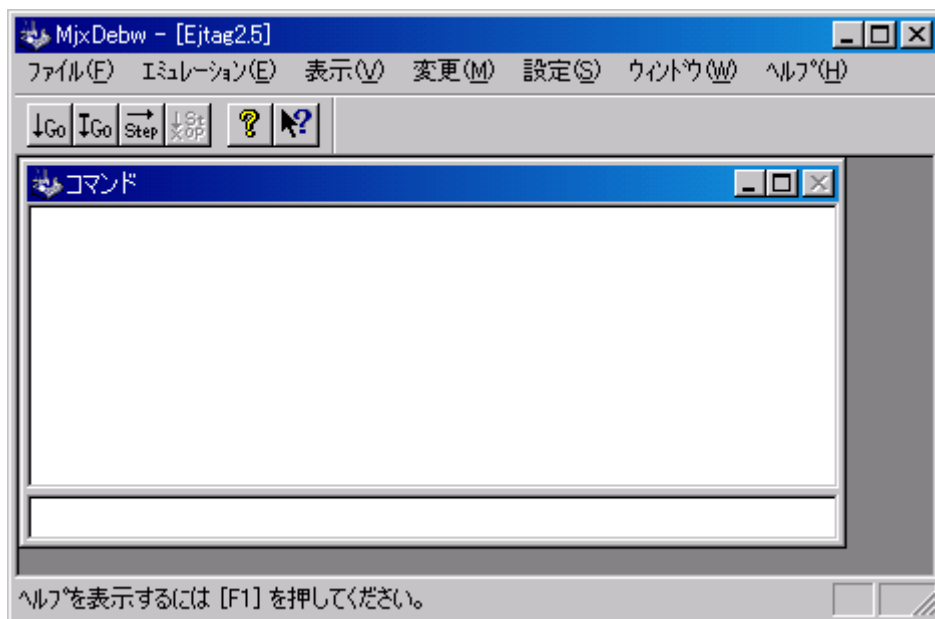 MjxDebw - [Ejtag2.5]
ファイル(F) エミュレーション(E) 表示(V) 変更(M) 設定(S) ウィンドウ(W) ヘルプ(H)
↓Go ↧Go Step Stop ? ?
コマンド
ヘルプを表示するには [F1] を押してください。